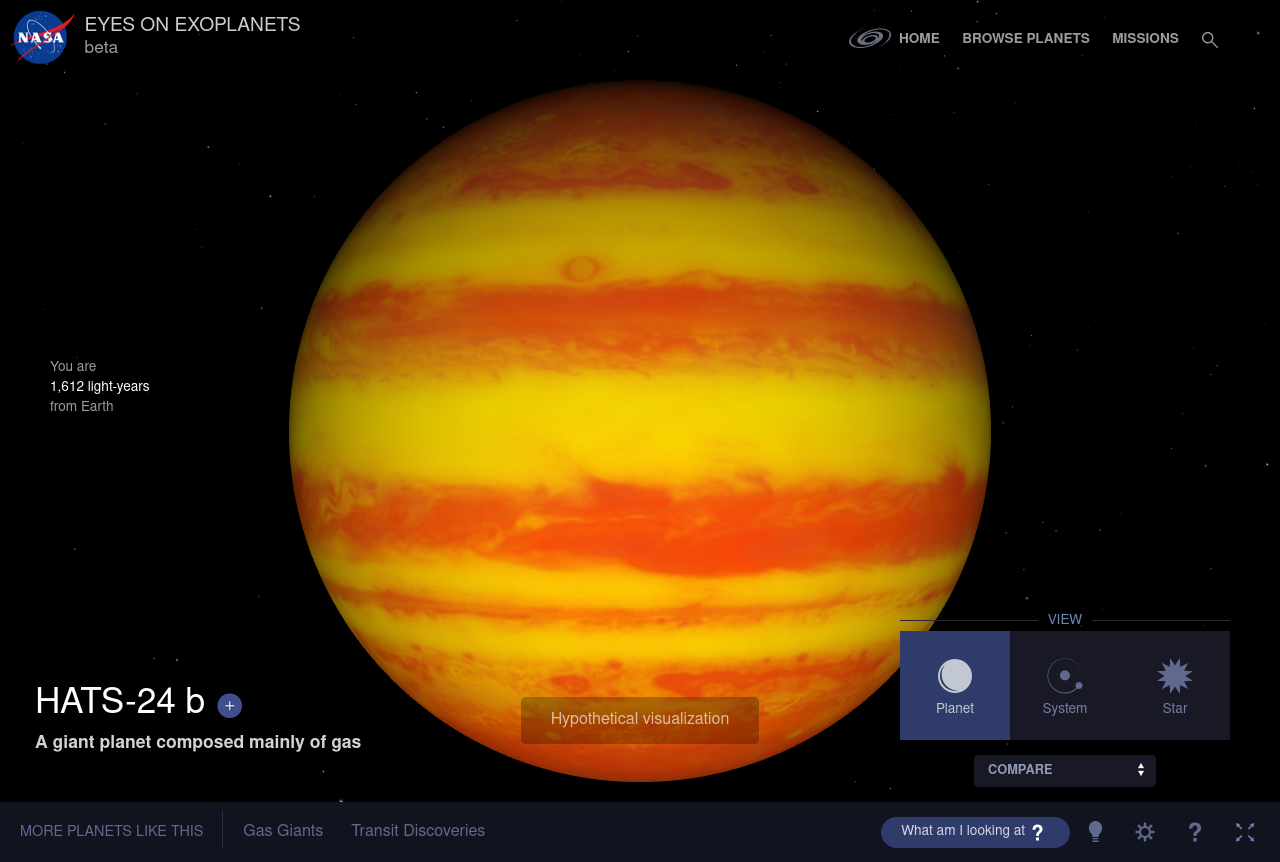 NASA
EYES ON EXOPLANETS
beta
HOME
BROWSE PLANETS
MISSIONS
You are
1,612 light-years
from Earth
VIEW
Planet
System
Star
HATS-24 b +
A giant planet composed mainly of gas
Hypothetical visualization
COMPARE
MORE PLANETS LIKE THIS
Gas Giants
Transit Discoveries
What am I looking at ?
?